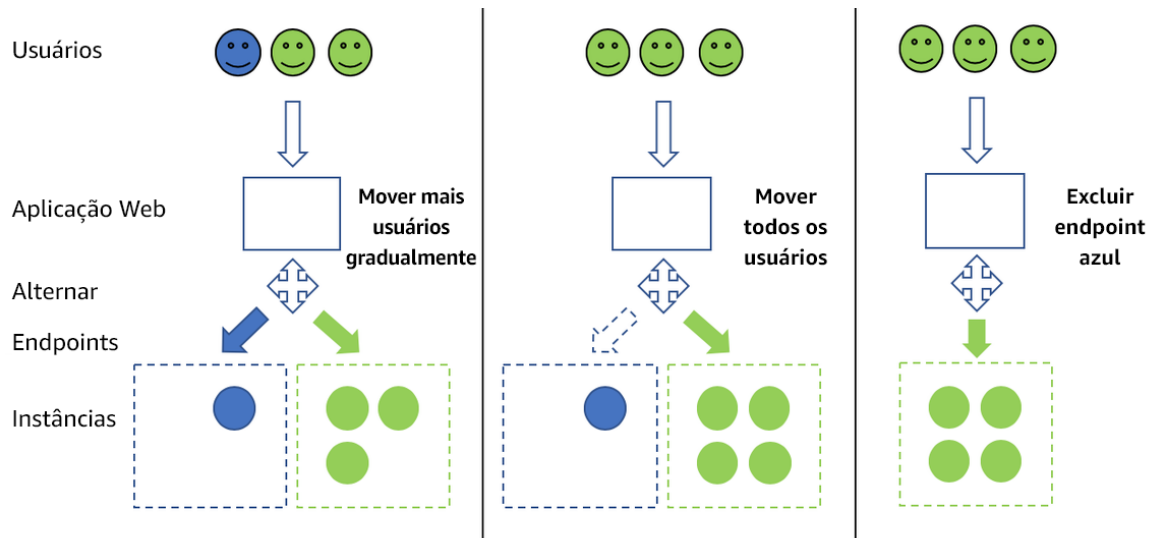 Usuários
Aplicação Web
Mover mais
usuários
gradualmente
Mover
todos os
usuários
Excluir
endpoint
azul
Alternar
Endpoints
Instâncias